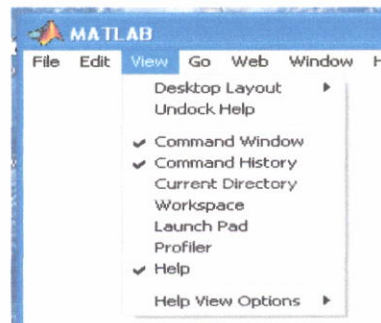 MATLAB
File Edit View Go Web Window H
Desktop Layout
Undock Help
Command Window
Command History
Current Directory
Workspace
Launch Pad
Profiler
Help
Help View Options